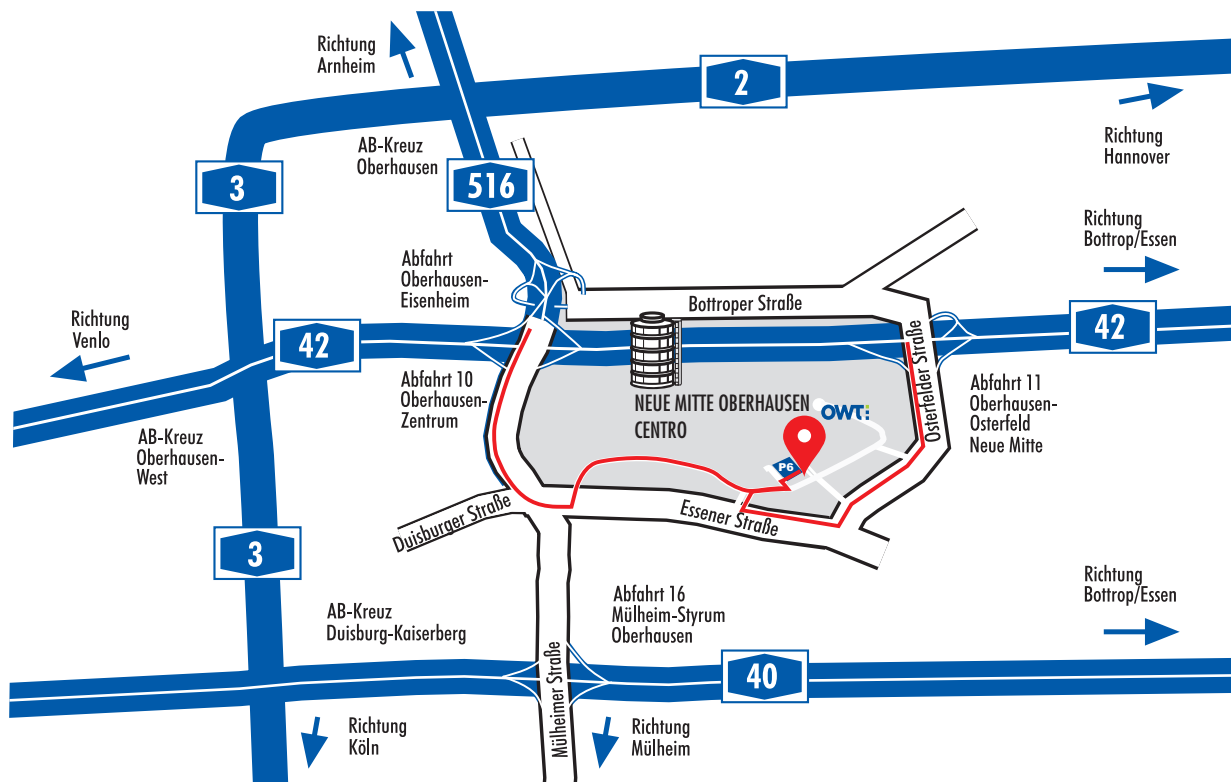 Richtung
Arnheim
2
AB-Kreuz
Oberhausen
Richtung
Hannover
3
516
Richtung
Bottrop/Essen
Abfahrt
Oberhausen-
Eisenheim
Bottroper Straße
Richtung
Venlo
42
42
Abfahrt 10
Oberhausen-
Zentrum
Osterfelder Straße
Abfahrt 11
Oberhausen-
Osterfeld
Neue Mitte
NEUE MITTE OBERHAUSEN
CENTRO
OWT:
P6
AB-Kreuz
Oberhausen-
West
Duisburger Straße
Essener Straße
3
Richtung
Bottrop/Essen
AB-Kreuz
Duisburg-Kaiserberg
Abfahrt 16
Mülheim-Styrum
Oberhausen
Mülheimer Straße
40
Richtung
Köln
Richtung
Mülheim